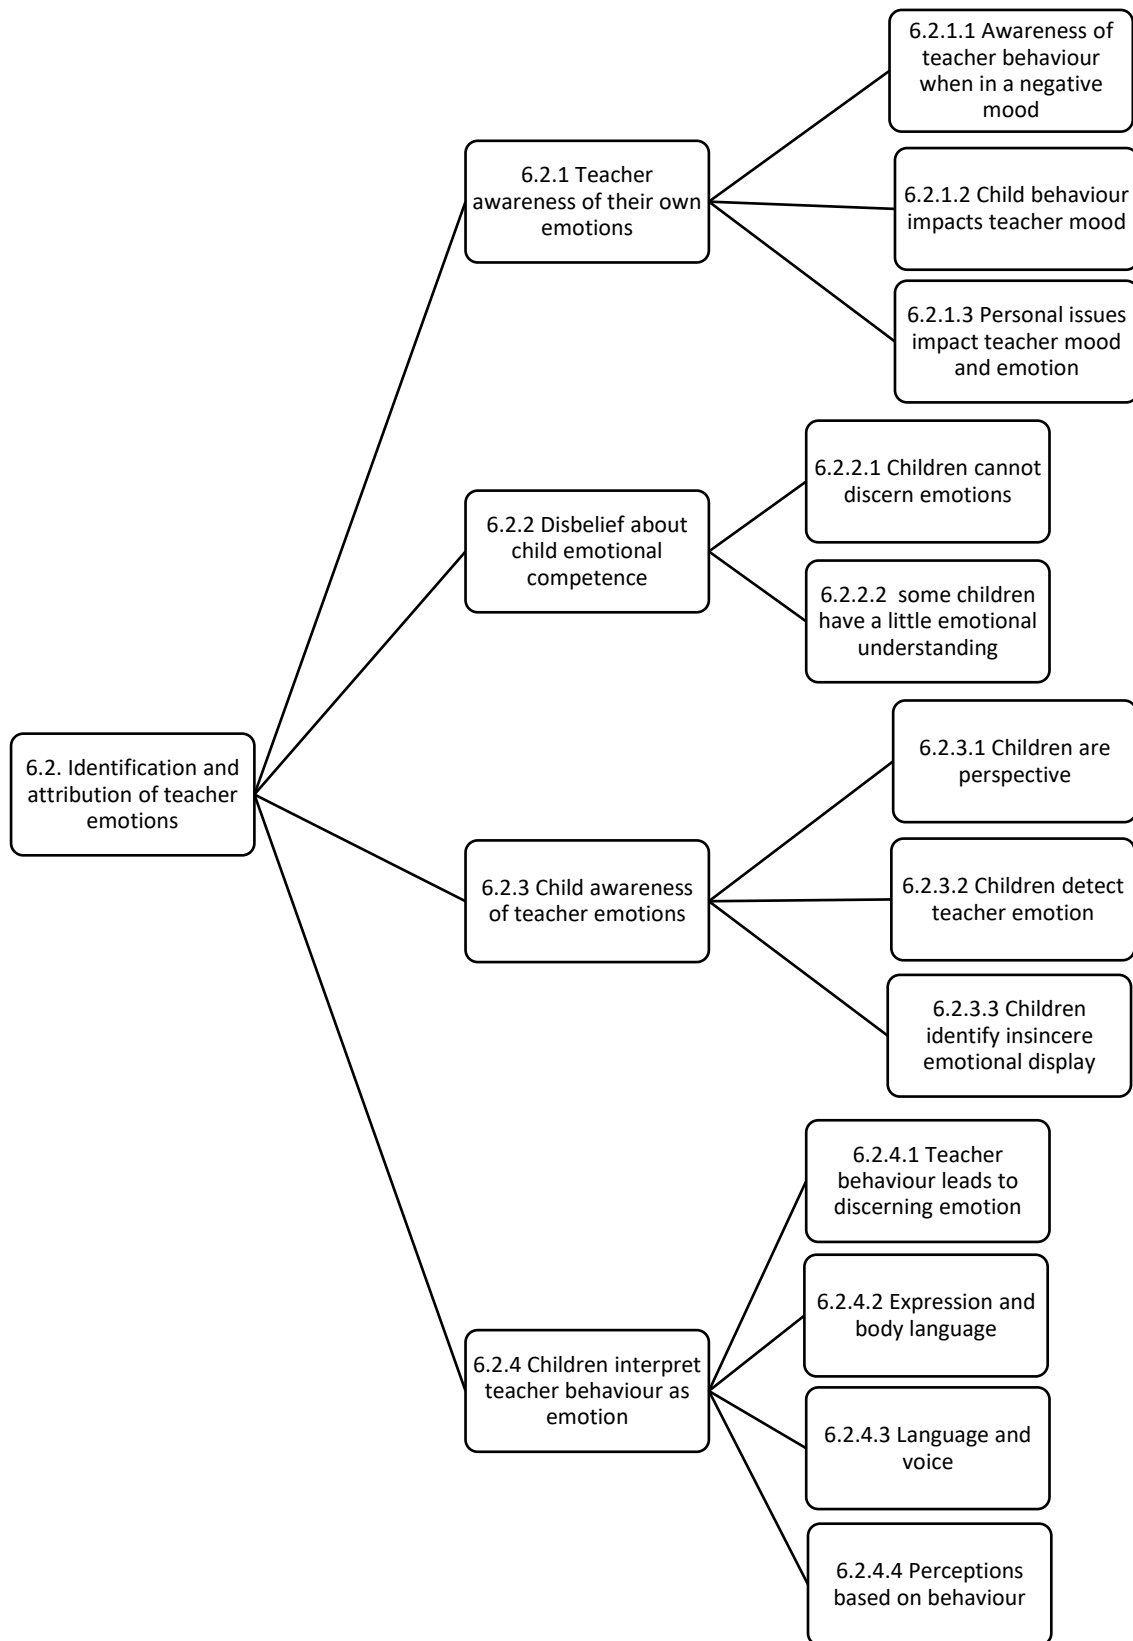 6.2.1.1 Awareness of
teacher behaviour
when in a negative
mood
6.2.1 Teacher
awareness of their own
emotions
6.2.1.2 Child behaviour
impacts teacher mood
6.2.1.3 Personal issues
impact teacher mood
and emotion
6.2.2.1 Children cannot
discern emotions
6.2.2 Disbelief about
child emotional
competence
6.2.2.2  some children
have a little emotional
understanding
6.2. Identification and
attribution of teacher
emotions
6.2.3.1 Children are
perspective
6.2.3 Child awareness
of teacher emotions
6.2.3.2 Children detect
teacher emotion
6.2.3.3 Children
identify insincere
emotional display
6.2.4.1 Teacher
behaviour leads to
discerning emotion
6.2.4.2 Expression and
body language
6.2.4 Children interpret
teacher behaviour as
emotion
6.2.4.3 Language and
voice
6.2.4.4 Perceptions
based on behaviour